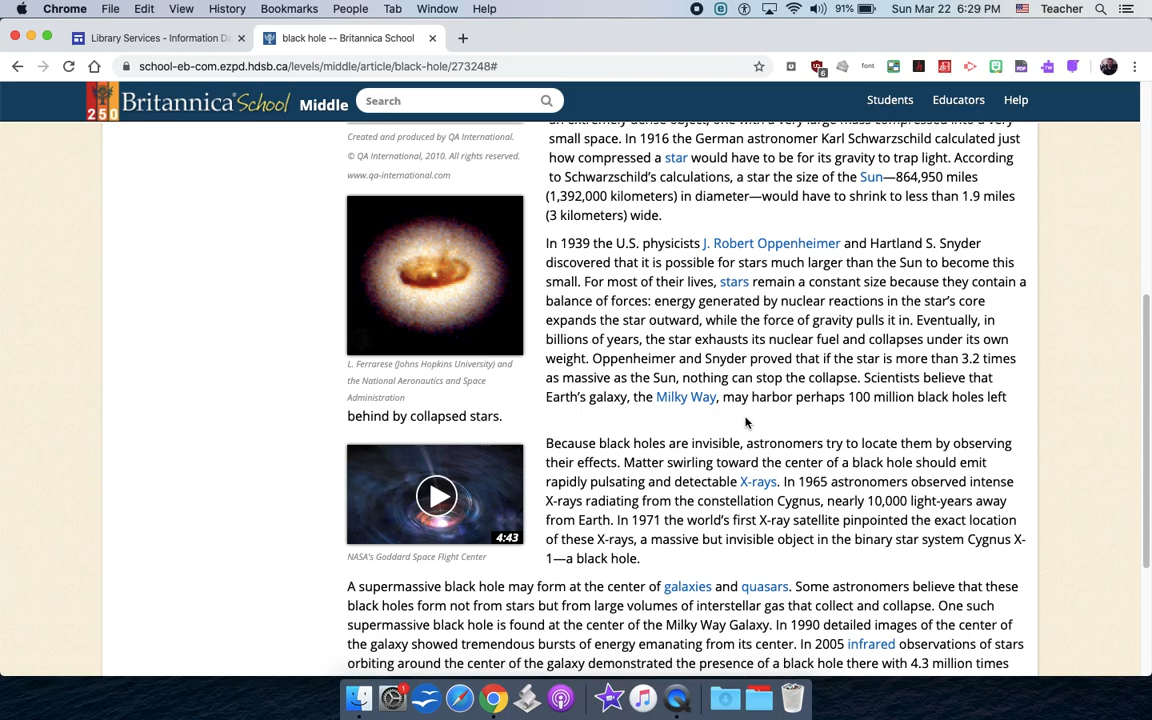 Chrome File Edit View History Bookmarks People Tab Window Help 91% Sun Mar 22 6:29 PM Teacher
Library Services - Information Da black hole -- Britannica School
school-eb-com.ezpd.hdsb.ca/levels/middle/article/black-hole/273248# font 6
250 Britannica School Middle Search Students Educators Help
an extremely dense object, one with a very large mass compressed into a very
Created and produced by QA International.
© QA International, 2010. All rights reserved.
www.qa-international.com
small space. In 1916 the German astronomer Karl Schwarzschild calculated just
how compressed a star would have to be for its gravity to trap light. According
to Schwarzschild's calculations, a star the size of the Sun—864,950 miles
(1,392,000 kilometers) in diameter—would have to shrink to less than 1.9 miles
(3 kilometers) wide.
In 1939 the U.S. physicists J. Robert Oppenheimer and Hartland S. Snyder
discovered that it is possible for stars much larger than the Sun to become this
small. For most of their lives, stars remain a constant size because they contain a
balance of forces: energy generated by nuclear reactions in the star's core
expands the star outward, while the force of gravity pulls it in. Eventually, in
billions of years, the star exhausts its nuclear fuel and collapses under its own
weight. Oppenheimer and Snyder proved that if the star is more than 3.2 times
as massive as the Sun, nothing can stop the collapse. Scientists believe that
Earth's galaxy, the Milky Way, may harbor perhaps 100 million black holes left
L. Ferrarese (Johns Hopkins University) and
the National Aeronautics and Space
Administration
behind by collapsed stars.
Because black holes are invisible, astronomers try to locate them by observing
their effects. Matter swirling toward the center of a black hole should emit
rapidly pulsating and detectable X-rays. In 1965 astronomers observed intense
X-rays radiating from the constellation Cygnus, nearly 10,000 light-years away
from Earth. In 1971 the world's first X-ray satellite pinpointed the exact location
of these X-rays, a massive but invisible object in the binary star system Cygnus X-
1—a black hole.
4:43
NASA's Goddard Space Flight Center
A supermassive black hole may form at the center of galaxies and quasars. Some astronomers believe that these
black holes form not from stars but from large volumes of interstellar gas that collect and collapse. One such
supermassive black hole is found at the center of the Milky Way Galaxy. In 1990 detailed images of the center of
the galaxy showed tremendous bursts of energy emanating from its center. In 2005 infrared observations of stars
orbiting around the center of the galaxy demonstrated the presence of a black hole there with 4.3 million times